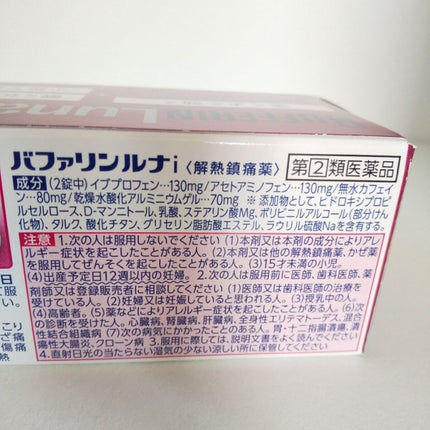 バファリンルナi〈解熱鎮痛薬〉 指定②類医薬品
成分(2錠中)イブプロフェン…130mg/アセトアミノフェン…130mg/無水カフェイ
ン…80mg/乾燥水酸化アルミニウムゲル…70mg ※添加物として、ヒドロキシプロ
ピルセルロース、D-マンニトール、乳酸、ステアリン酸Mg、ポリビニルアルコール(部分けん
化物)、タルク、酸化チタン、グリセリン脂肪酸エステル、ラウリル硫酸Naを含有する。
注意 1.次の人は服用しないでください (1)本剤又は本剤の成分によりアレ
ルギー症状を起こしたことがある人。(2)本剤又は他の解熱鎮痛薬、かぜ薬
を服用してぜんそくを起こしたことがある人。(3)15才未満の小児。
(4)出産予定日12週以内の妊婦。 2.次の人は服用前に医師、歯科医師、薬
剤師又は登録販売者に相談してください (1)医師又は歯科医師の治療を
受けている人。(2)妊婦又は妊娠していると思われる人。(3)授乳中の人。
(4)高齢者。(5)薬などによりアレルギー症状を起こしたことがある人。(6)次
の診断を受けた人。心臓病、腎臓病、肝臓病、全身性エリテマトーデス、混合
性結合組織病 (7)次の病気にかかったことのある人。胃・十二指腸潰瘍、潰
瘍性大腸炎、クローン病 3.服用に際しては、説明文書をよく読んでください
4.直射日光の当たらない湿気の少ない涼しい所に保管してください